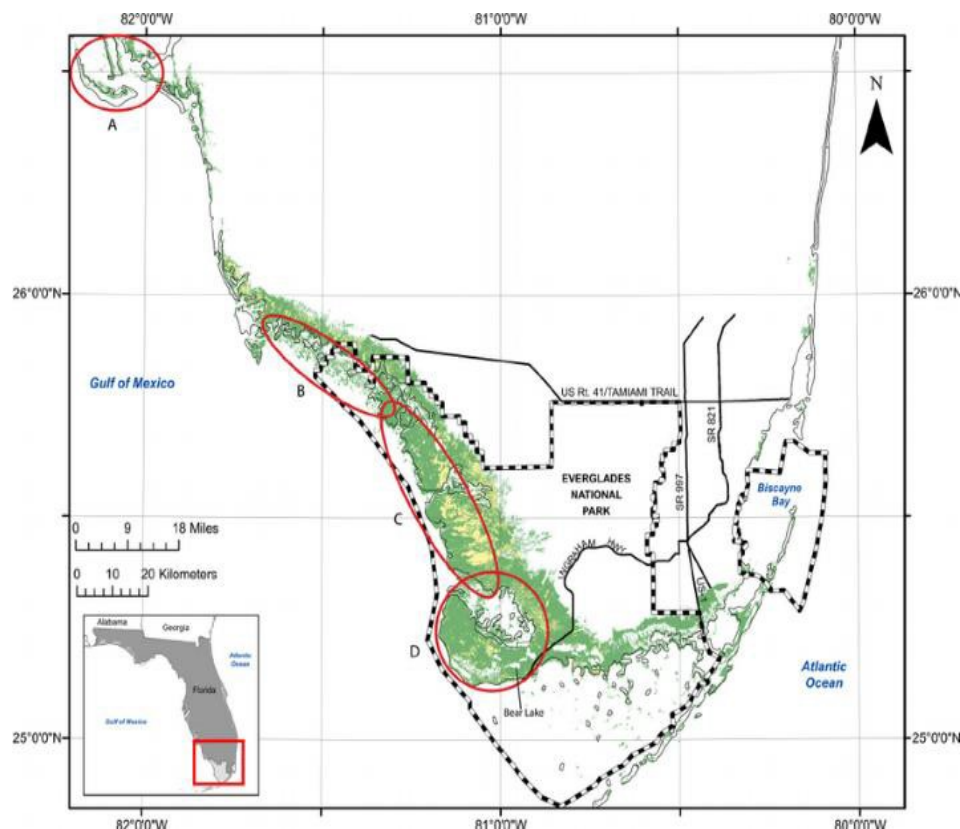 82°0'0"W
81°0'0"W
80°0'0"W
N
A
26°0'0"N
26°0'0"N
Gulf of Mexico
B
US Rt. 41/TAMIAMI TRAIL
SR 997
SR 821
EVERGLADES
NATIONAL
PARK
Biscayne
Bay
C
0 9 18 Miles
0 10 20 Kilometers
INGRAHAM HWY
US 1
D
Bear Lake
Atlantic
Ocean
Alabama
Georgia
Atlantic
Ocean
Florida
Gulf of Mexico
25°0'0"N
25°0'0"N
82°0'0"W
81°0'0"W
80°0'0"W